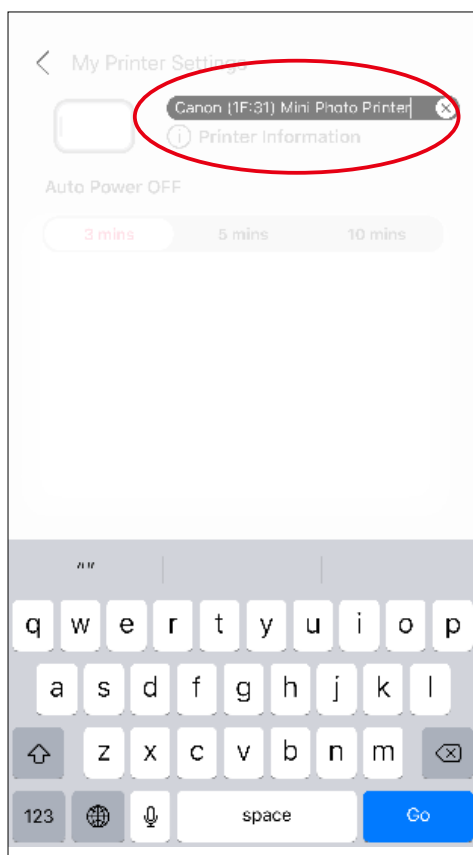 My Printer Settings
Canon (1F:31) Mini Photo Printer
Printer Information
Auto Power OFF
3 mins 5 mins 10 mins
“”
q w e r t y u i o p
a s d f g h j k l
z x c v b n m
123 space Go